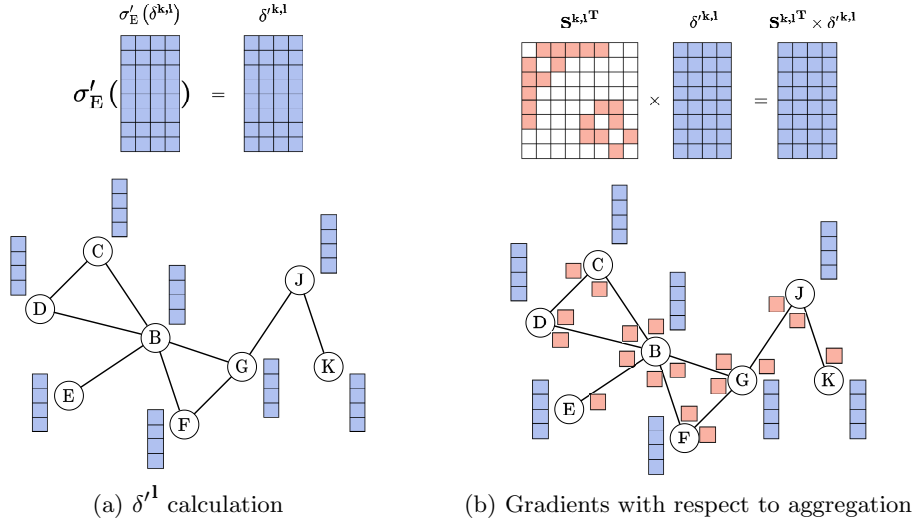 σ′E (δk,l)
δ′k,l
σ′E ( ) =
C
J
D
B
G
K
E
F
(a) δ′l calculation
Sk,lT
δ′k,l
Sk,lT × δ′k,l
× =
C
J
D
B
G
K
E
F
(b) Gradients with respect to aggregation